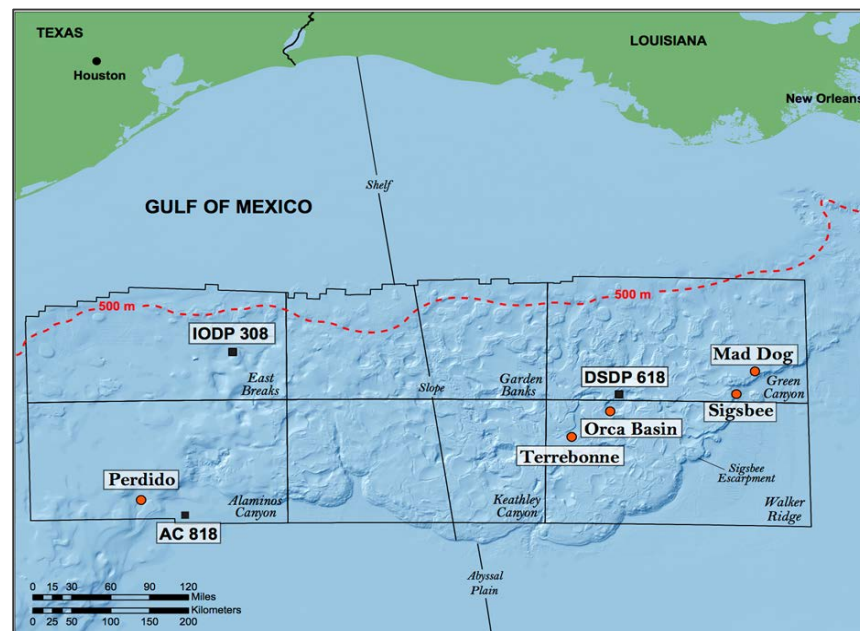 TEXAS
LOUISIANA
Houston
New Orleans
Shelf
GULF OF MEXICO
500 m
500 m
IODP 308
Mad Dog
East
Breaks
Slope
Garden
Banks
DSDP 618
Green
Canyon
Sigsbee
Orca Basin
Terrebonne
Sigsbee
Escarpment
Perdido
Alaminos
Canyon
Keathley
Canyon
Walker
Ridge
AC 818
Abyssal
Plain
0 15 30 60 90 120
Miles
Kilometers
0 25 50 100 150 200